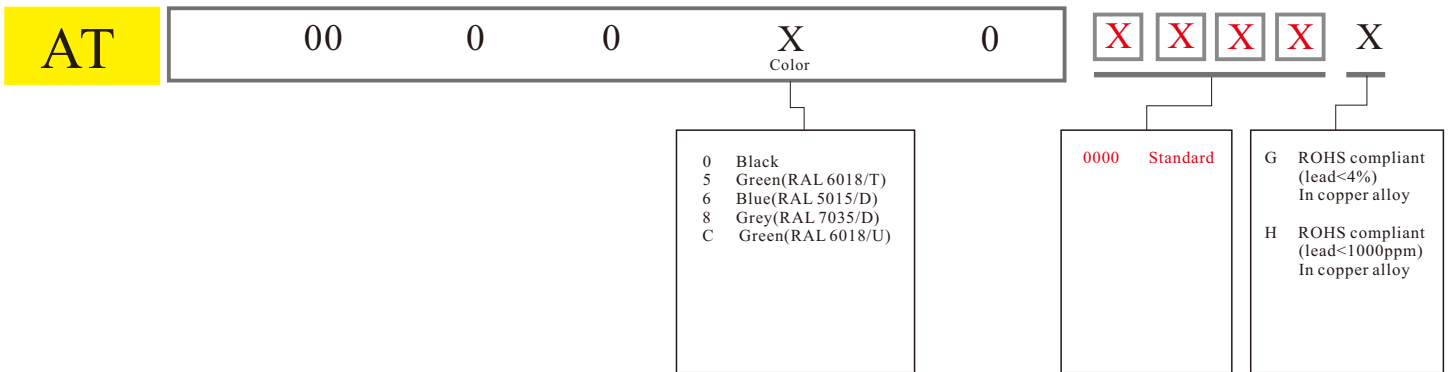 AT 00 0 0 X 0 X X X X X
Color
0 Black
5 Green(RAL 6018/T)
6 Blue(RAL 5015/D)
8 Grey(RAL 7035/D)
C Green(RAL 6018/U)
0000 Standard
G ROHS compliant
(lead<4%)
In copper alloy
H ROHS compliant
(lead<1000ppm)
In copper alloy